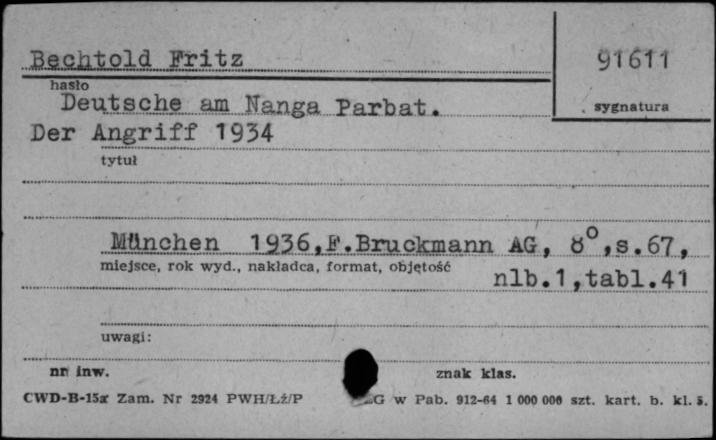 Bechtold Fritz
91611
hasło
sygnatura
Deutsche am Nanga Parbat.
Der Angriff 1934
tytuł
München 1936,F.Bruckmann AG, 8°,s.67,
miejsce, rok wyd., nakładca, format, objętość
nlb.1,tabl.41
uwagi:
nr inw.
znak klas.
CWD-B-15x Zam. Nr 2924 PWH/Łż/P
G w Pab. 912-64 1 000 000 szt. kart. b. kl. 5.